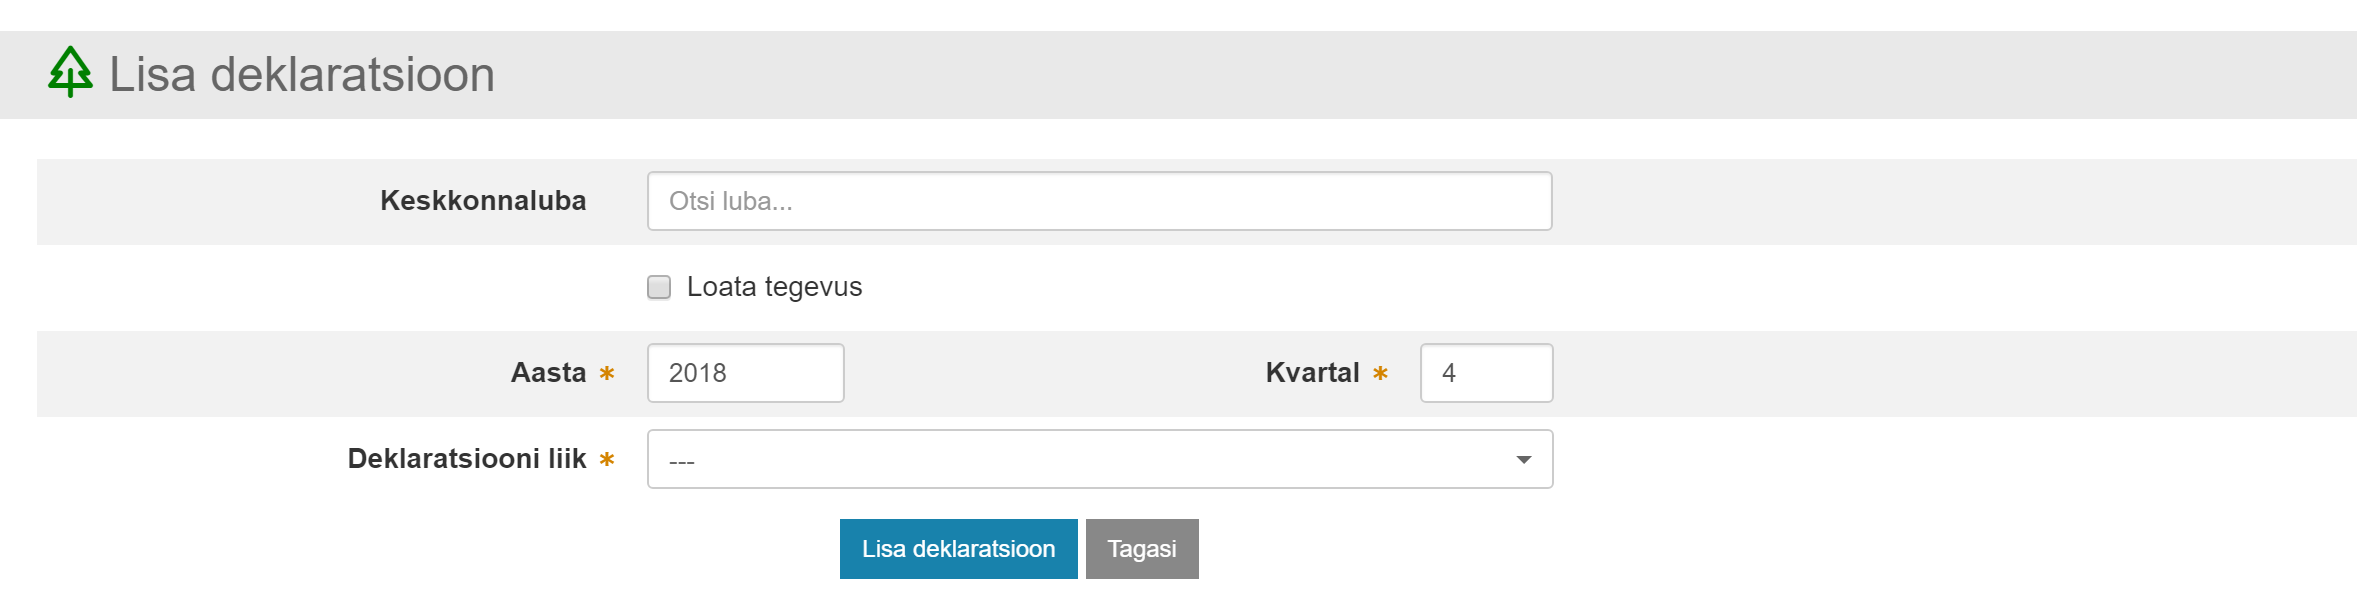 Lisa deklaratsioon
Keskkonnaluba Otsi luba...
Loata tegevus
Aasta * 2018 Kvartal * 4
Deklaratsiooni liik * ---
Lisa deklaratsioon Tagasi